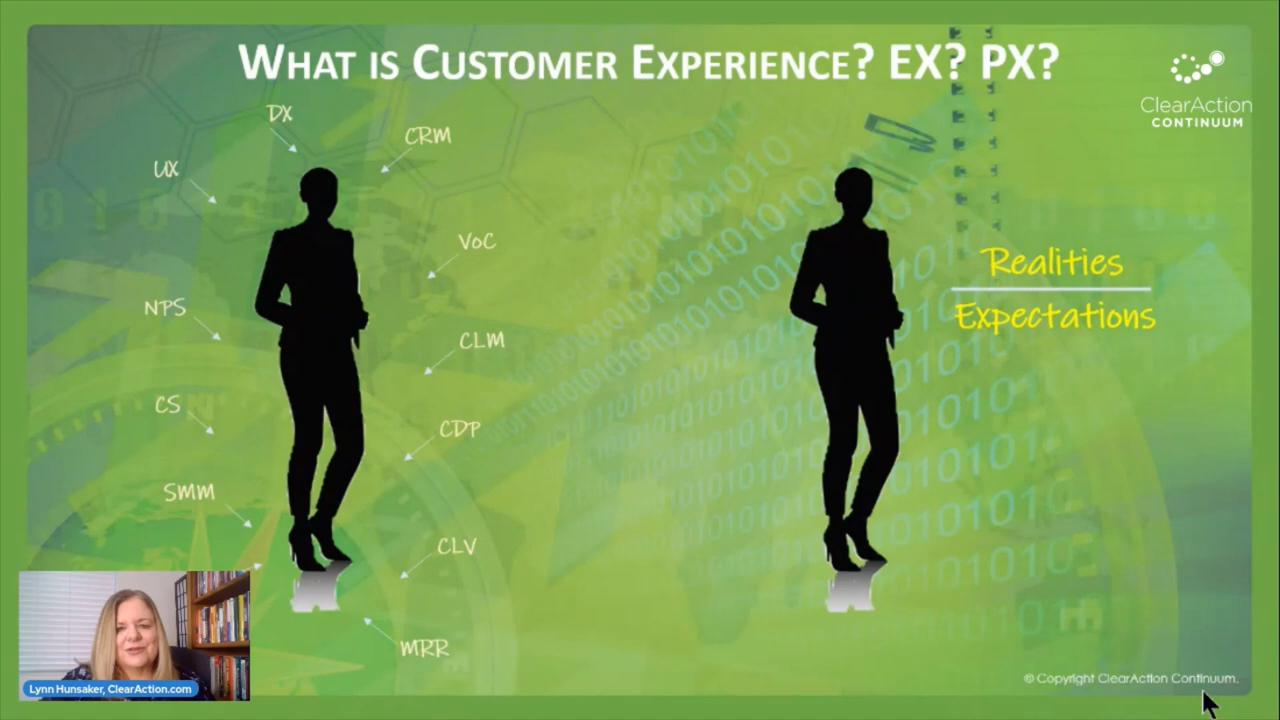 WHAT IS CUSTOMER EXPERIENCE? EX? PX?
ClearAction
CONTINUUM
DX
CRM
UX
VoC
NPS
CLM
CS
CDP
SMM
CLV
MRR
Realities
Expectations
Lynn Hunsaker, ClearAction.com
© Copyright ClearAction Continuum.